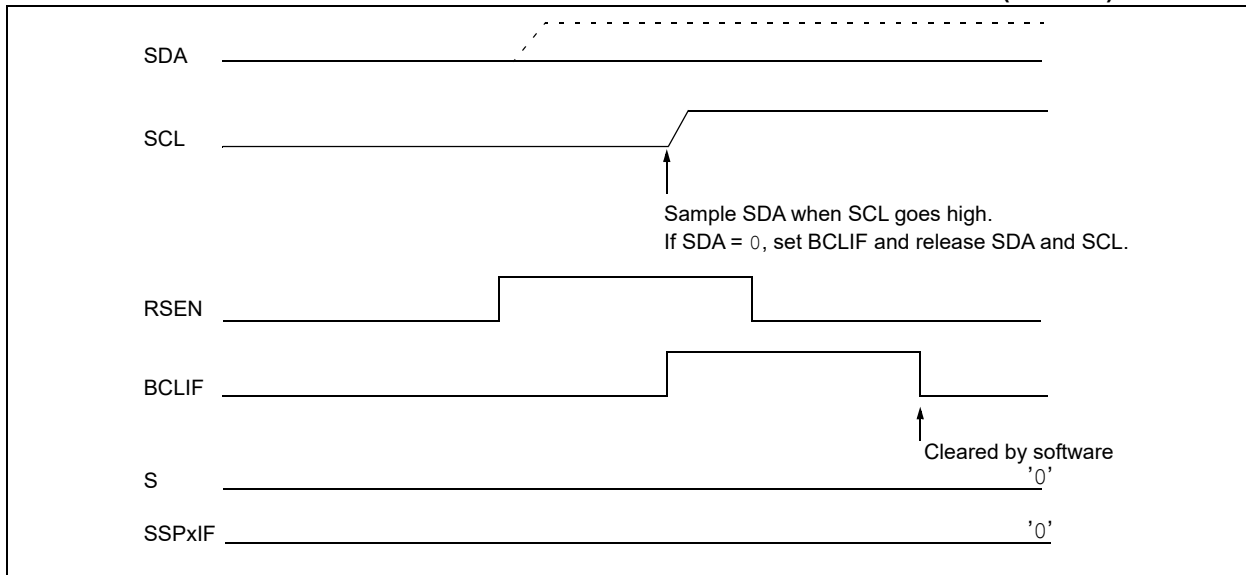 SDA
SCL
Sample SDA when SCL goes high.
If SDA = 0, set BCLIF and release SDA and SCL.
RSEN
BCLIF
Cleared by software
S
'0'
SSPxIF
'0'